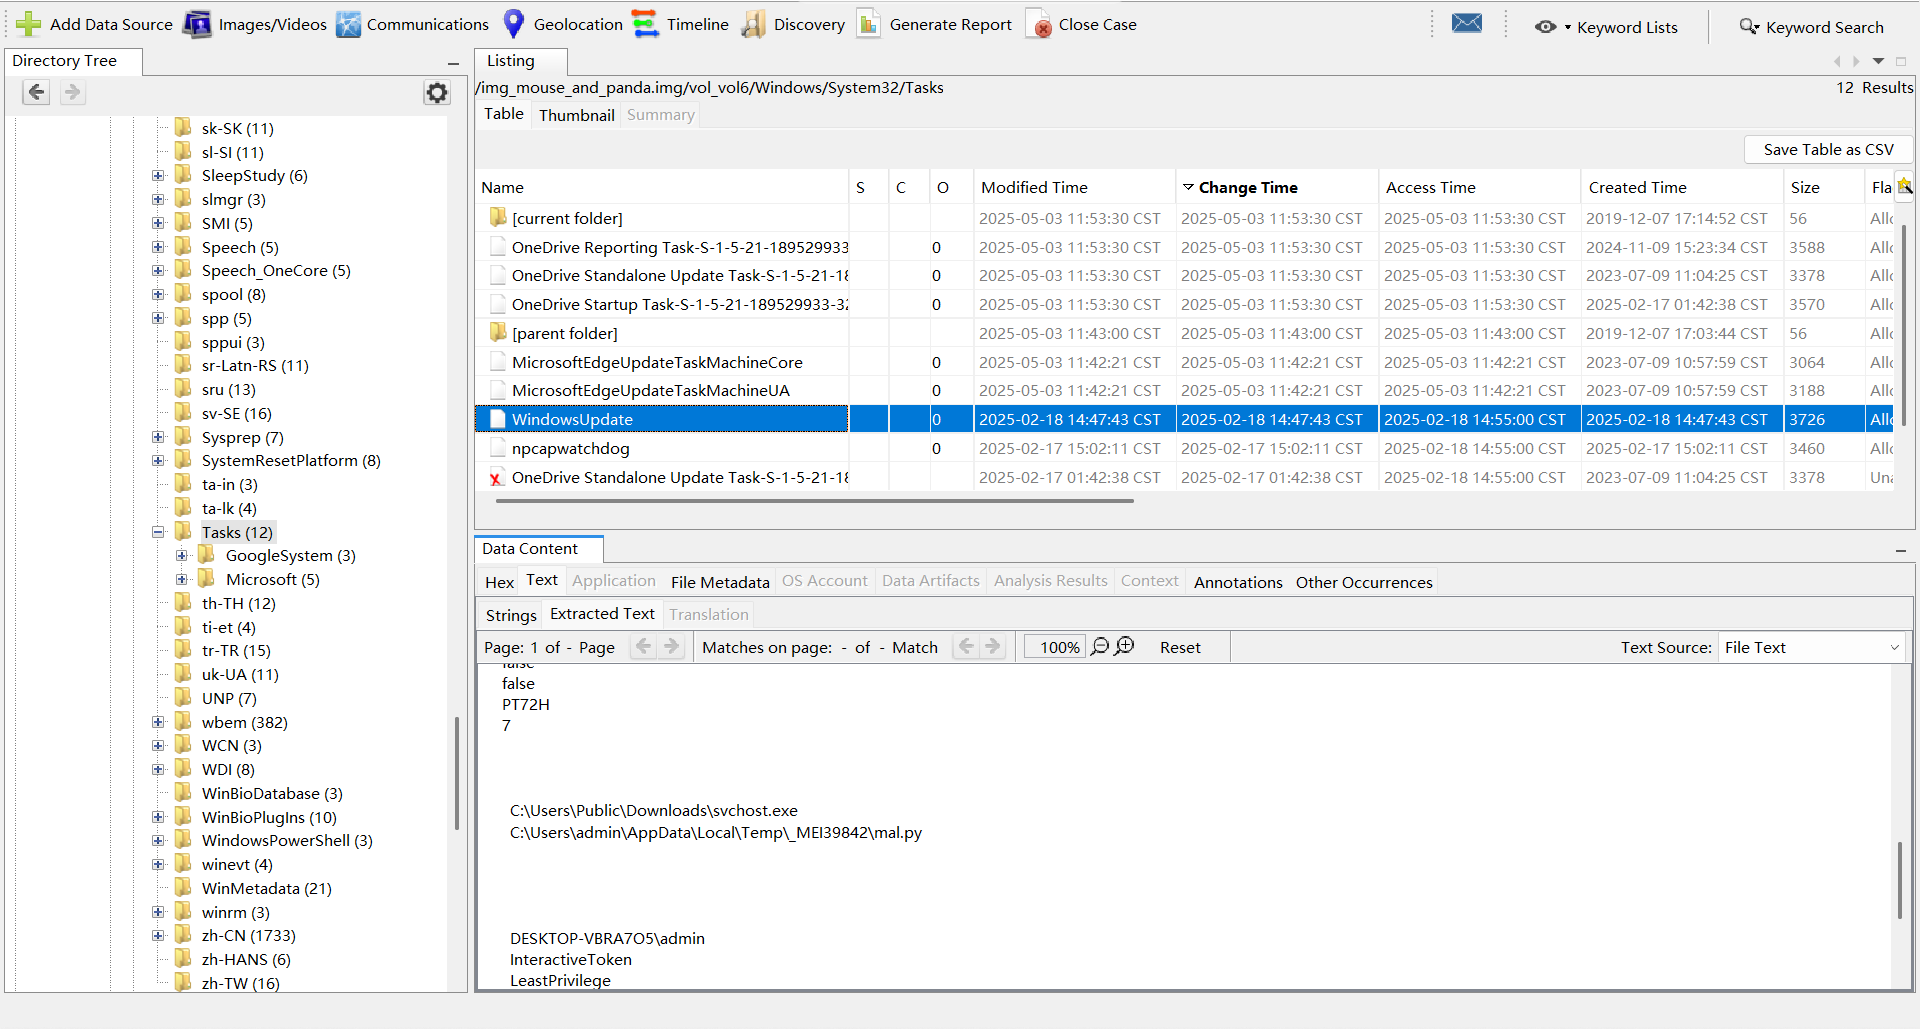 Add Data Source Images/Videos Communications Geolocation Timeline Discovery Generate Report Close Case Keyword Lists Keyword Search
Directory Tree
sk-SK (11)
sl-SI (11)
SleepStudy (6)
slmgr (3)
SMI (5)
Speech (5)
Speech_OneCore (5)
spool (8)
spp (5)
sppui (3)
sr-Latn-RS (11)
sru (13)
sv-SE (16)
Sysprep (7)
SystemResetPlatform (8)
ta-in (3)
ta-lk (4)
Tasks (12)
GoogleSystem (3)
Microsoft (5)
th-TH (12)
ti-et (4)
tr-TR (15)
uk-UA (11)
UNP (7)
wbem (382)
WCN (3)
WDI (8)
WinBioDatabase (3)
WinBioPlugIns (10)
WindowsPowerShell (3)
winevt (4)
WinMetadata (21)
winrm (3)
zh-CN (1733)
zh-HANS (6)
zh-TW (16)
Listing
/img_mouse_and_panda.img/vol_vol6/Windows/System32/Tasks 12 Results
Table Thumbnail Summary
Save Table as CSV
Name S C O Modified Time Change Time Access Time Created Time Size Fla
[current folder] 2025-05-03 11:53:30 CST 2025-05-03 11:53:30 CST 2025-05-03 11:53:30 CST 2019-12-07 17:14:52 CST 56 Allo
OneDrive Reporting Task-S-1-5-21-189529933 0 2025-05-03 11:53:30 CST 2025-05-03 11:53:30 CST 2025-05-03 11:53:30 CST 2024-11-09 15:23:34 CST 3588 Allo
OneDrive Standalone Update Task-S-1-5-21-18 0 2025-05-03 11:53:30 CST 2025-05-03 11:53:30 CST 2025-05-03 11:53:30 CST 2023-07-09 11:04:25 CST 3378 Allo
OneDrive Startup Task-S-1-5-21-189529933-32 0 2025-05-03 11:53:30 CST 2025-05-03 11:53:30 CST 2025-05-03 11:53:30 CST 2025-02-17 01:42:38 CST 3570 Allo
[parent folder] 2025-05-03 11:43:00 CST 2025-05-03 11:43:00 CST 2025-05-03 11:43:00 CST 2019-12-07 17:03:44 CST 56 Allo
MicrosoftEdgeUpdateTaskMachineCore 0 2025-05-03 11:42:21 CST 2025-05-03 11:42:21 CST 2025-05-03 11:42:21 CST 2023-07-09 10:57:59 CST 3064 Allo
MicrosoftEdgeUpdateTaskMachineUA 0 2025-05-03 11:42:21 CST 2025-05-03 11:42:21 CST 2025-05-03 11:42:21 CST 2023-07-09 10:57:59 CST 3188 Allo
WindowsUpdate 0 2025-02-18 14:47:43 CST 2025-02-18 14:47:43 CST 2025-02-18 14:55:00 CST 2025-02-18 14:47:43 CST 3726 Allo
npcapwatchdog 0 2025-02-17 15:02:11 CST 2025-02-17 15:02:11 CST 2025-02-18 14:55:00 CST 2025-02-17 15:02:11 CST 3460 Allo
OneDrive Standalone Update Task-S-1-5-21-18 2025-02-17 01:42:38 CST 2025-02-17 01:42:38 CST 2025-02-18 14:55:00 CST 2023-07-09 11:04:25 CST 3378 Una
Data Content
Hex Text Application File Metadata OS Account Data Artifacts Analysis Results Context Annotations Other Occurrences
Strings Extracted Text Translation
Page: 1 of - Page Matches on page: - of - Match 100% Reset Text Source: File Text
false
false
PT72H
7
C:\Users\Public\Downloads\svchost.exe
C:\Users\admin\AppData\Local\Temp\_MEI39842\mal.py
DESKTOP-VBRA7O5\admin
InteractiveToken
LeastPrivilege